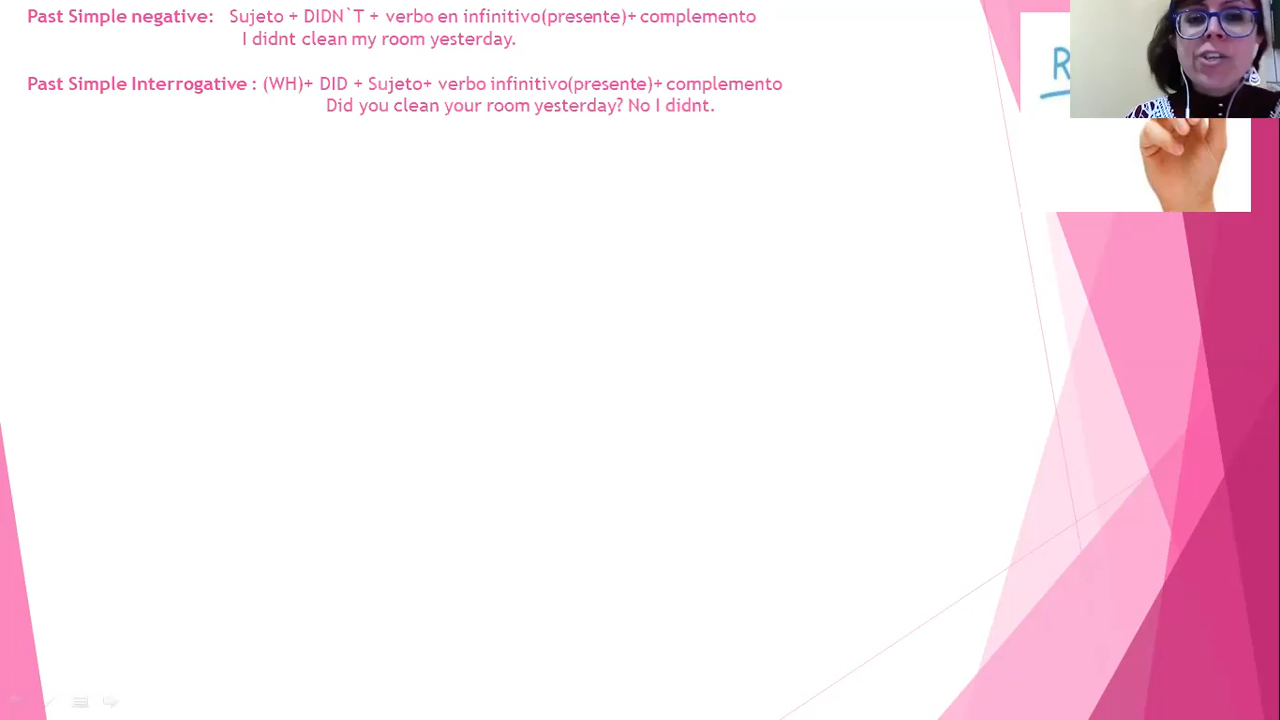 Past Simple negative: Sujeto + DIDN`T + verbo en infinitivo(presente)+ complemento
I didnt clean my room yesterday.
Past Simple Interrogative : (WH)+ DID + Sujeto+ verbo infinitivo(presente)+ complemento
Did you clean your room yesterday? No I didnt.